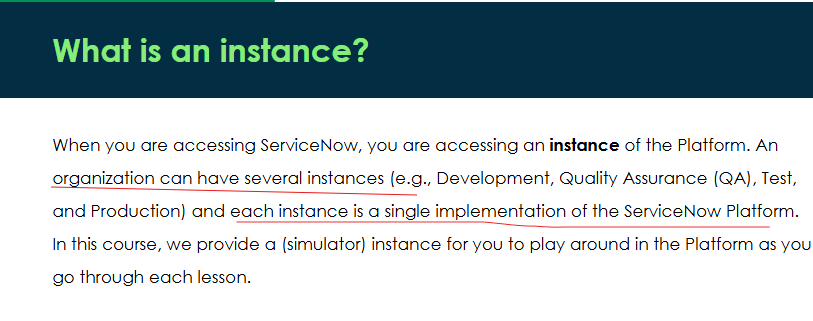 What is an instance?
When you are accessing ServiceNow, you are accessing an instance of the Platform. An
organization can have several instances (e.g., Development, Quality Assurance (QA), Test,
and Production) and each instance is a single implementation of the ServiceNow Platform.
In this course, we provide a (simulator) instance for you to play around in the Platform as you
go through each lesson.